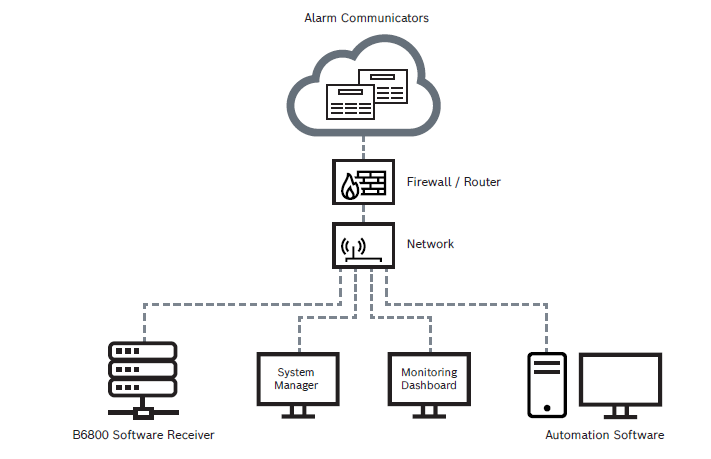 Alarm Communicators
Firewall / Router
Network
System
Manager
Monitoring
Dashboard
B6800 Software Receiver
Automation Software